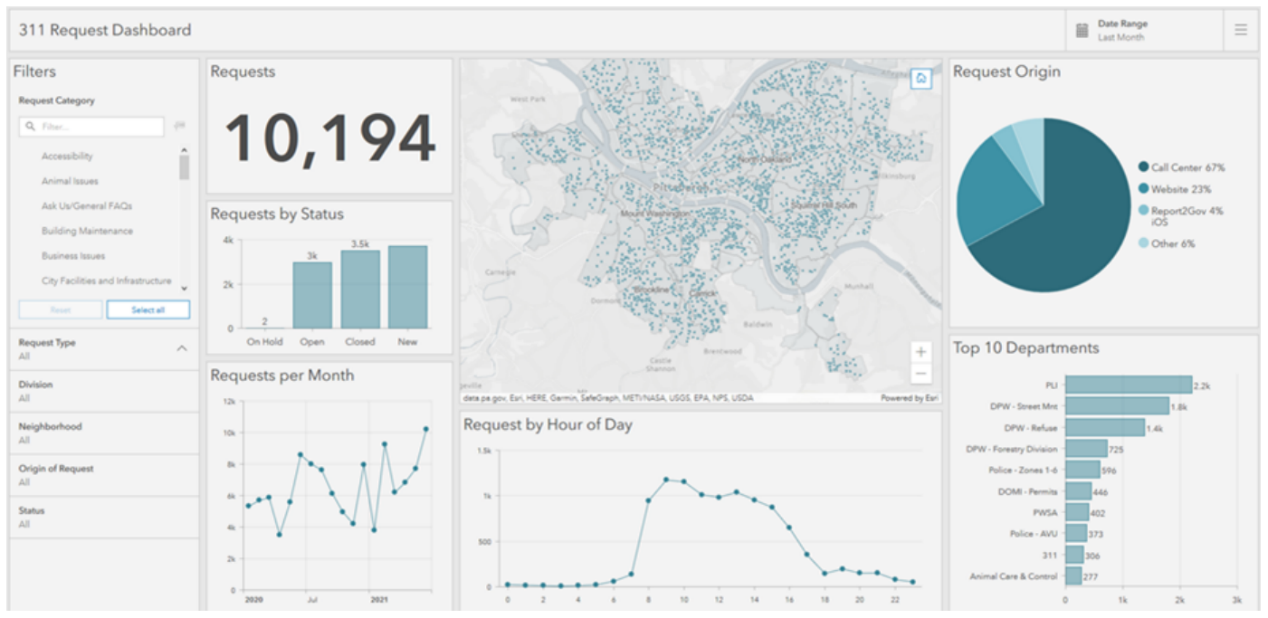 311 Request Dashboard
Date Range
Last Month
Filters
Request Category
Filter...
Accessibility
Animal Issues
Ask Us/General FAQs
Building Maintenance
Business Issues
City Facilities and Infrastructure
Reset
Select all
Request Type
All
Division
All
Neighborhood
All
Origin of Request
All
Status
All
Requests
10,194
Requests by Status
4k
2k
0
2
3k
3.5k
On Hold
Open
Closed
New
Requests per Month
12k
10k
8k
6k
4k
2k
0
2020
Jul
2021
West Park
North Oakland
Mount Washington
Squirrel Hill South
Carnegie
Brookline
Carrick
Munhall
Baldwin
Brentwood
Castle
Shannon
data.pa.gov, Esri, HERE, Garmin, SafeGraph, METI/NASA, USGS, EPA, NPS, USDA
Powered by Esri
Request by Hour of Day
1.5k
1k
500
0
0 2 4 6 8 10 12 14 16 18 20 22
Request Origin
Call Center 67%
Website 23%
Report2Gov 4%
iOS
Other 6%
Top 10 Departments
PLI 2.2k
DPW - Street Mnt 1.8k
DPW - Refuse 1.4k
DPW - Forestry Division 725
Police - Zones 1-6 596
DOMI - Permits 446
PWSA 402
Police - AVU 373
311 306
Animal Care & Control 277
0 1k 2k 3k